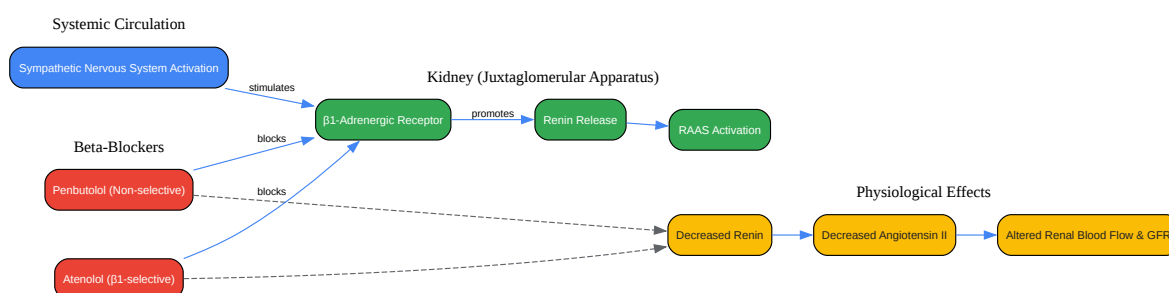 Systemic Circulation
Sympathetic Nervous System Activation
stimulates
Kidney (Juxtaglomerular Apparatus)
β1-Adrenergic Receptor
promotes
Renin Release
RAAS Activation
Beta-Blockers
blocks
Penbutolol (Non-selective)
blocks
Physiological Effects
Decreased Renin
Decreased Angiotensin II
Altered Renal Blood Flow & GFR
Atenolol (β1-selective)